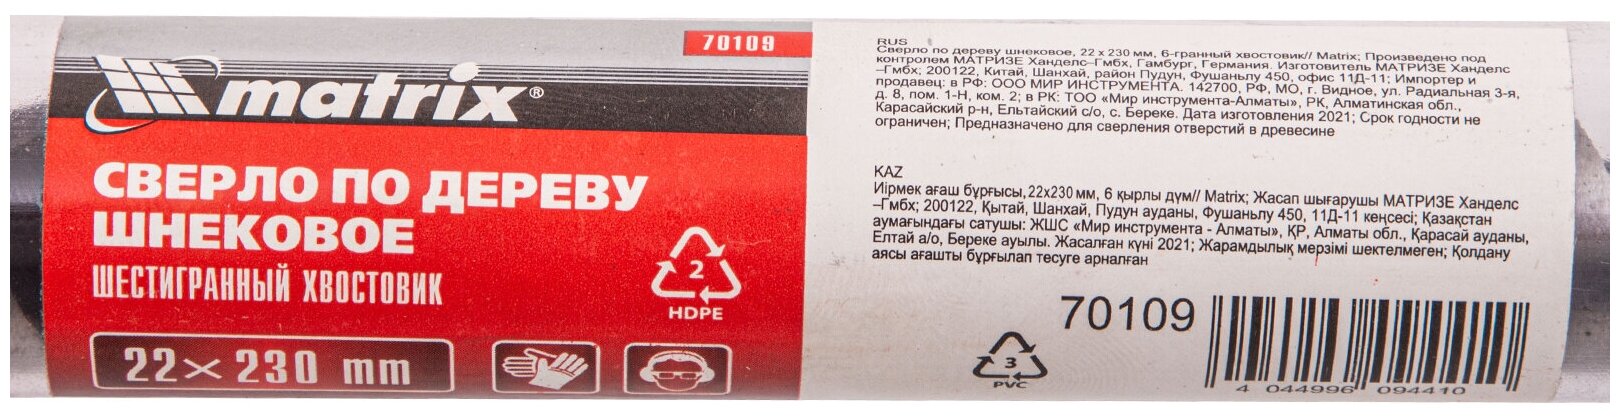 70109
matrix®
СВЕРЛО ПО ДЕРЕВУ
ШНЕКОВОЕ
ШЕСТИГРАННЫЙ ХВОСТОВИК
22×230 mm
2
HDPE
RUS
Сверло по дереву шнековое, 22 x 230 мм, 6-гранный хвостовик// Matrix; Произведено под
контролем МАТРИЗЕ Ханделс–Гмбх, Гамбург, Германия. Изготовитель МАТРИЗЕ Ханделс
–Гмбх; 200122, Китай, Шанхай, район Пудун, Фушаньлу 450, офис 11Д-11; Импортер и
продавец: в РФ: ООО МИР ИНСТРУМЕНТА. 142700, РФ, МО, г. Видное, ул. Радиальная 3-я,
д. 8, пом. 1-Н, ком. 2; в РК: ТОО «Мир инструмента-Алматы», РК, Алматинская обл.,
Карасайский р-н, Ельтайский с/о, с. Береке. Дата изготовления 2021; Срок годности не
ограничен; Предназначено для сверления отверстий в древесине
KAZ
Иірмек ағаш бұрғысы, 22x230 мм, 6 қырлы дүм// Matrix; Жасап шығарушы МАТРИЗЕ Ханделс
–Гмбх; 200122, Қытай, Шанхай, Пудун ауданы, Фушаньлу 450, 11Д-11 кеңсесі; Қазақстан
аумағындағы сатушы: ЖШС «Мир инструмента - Алматы», ҚР, Алматы обл., Қарасай ауданы,
Елтай а/о, Береке ауылы. Жасалған күні 2021; Жарамдылық мерзімі шектелмеген; Қолдану
аясы ағашты бұрғылап тесуге арналған
3
PVC
70109
4 044996 094410